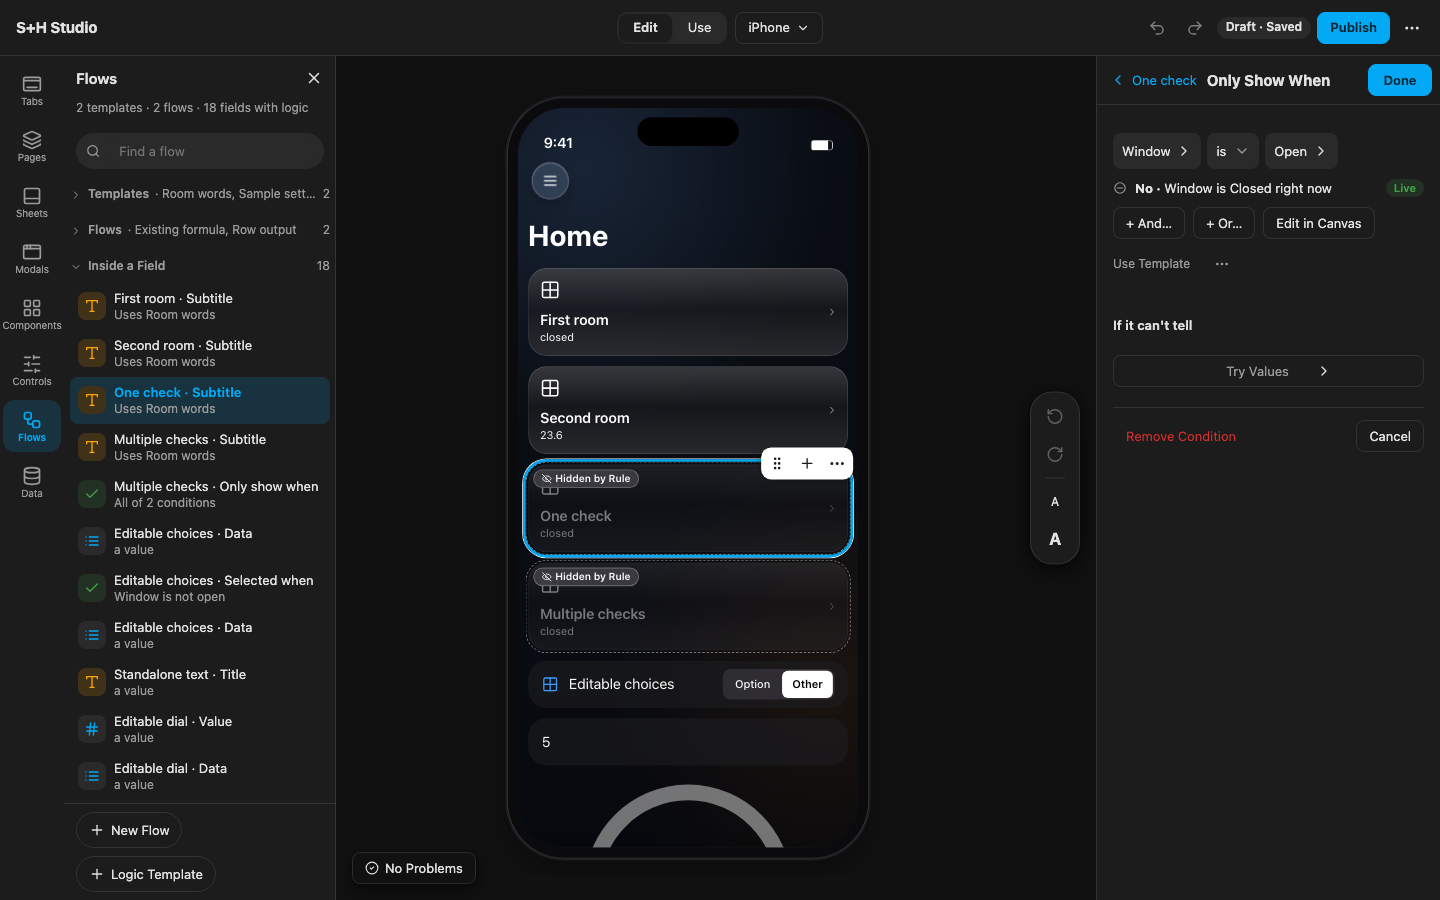 S+H Studio
Edit
Use
iPhone
Draft · Saved
Publish
Tabs
Pages
Sheets
Modals
Components
Controls
Flows
Data
Flows
2 templates · 2 flows · 18 fields with logic
Find a flow
Templates · Room words, Sample sett... 2
Flows · Existing formula, Row output 2
Inside a Field 18
First room · Subtitle
Uses Room words
Second room · Subtitle
Uses Room words
One check · Subtitle
Uses Room words
Multiple checks · Subtitle
Uses Room words
Multiple checks · Only show when
All of 2 conditions
Editable choices · Data
a value
Editable choices · Selected when
Window is not open
Editable choices · Data
a value
Standalone text · Title
a value
Editable dial · Value
a value
Editable dial · Data
a value
+ New Flow
+ Logic Template
9:41
Home
First room
closed
Second room
23.6
Hidden by Rule
One check
closed
Hidden by Rule
Multiple checks
closed
Editable choices
Option
Other
5
No Problems
A
A
One check
Only Show When
Done
Window
is
Open
No · Window is Closed right now
Live
+ And...
+ Or...
Edit in Canvas
Use Template
If it can't tell
Try Values
Remove Condition
Cancel